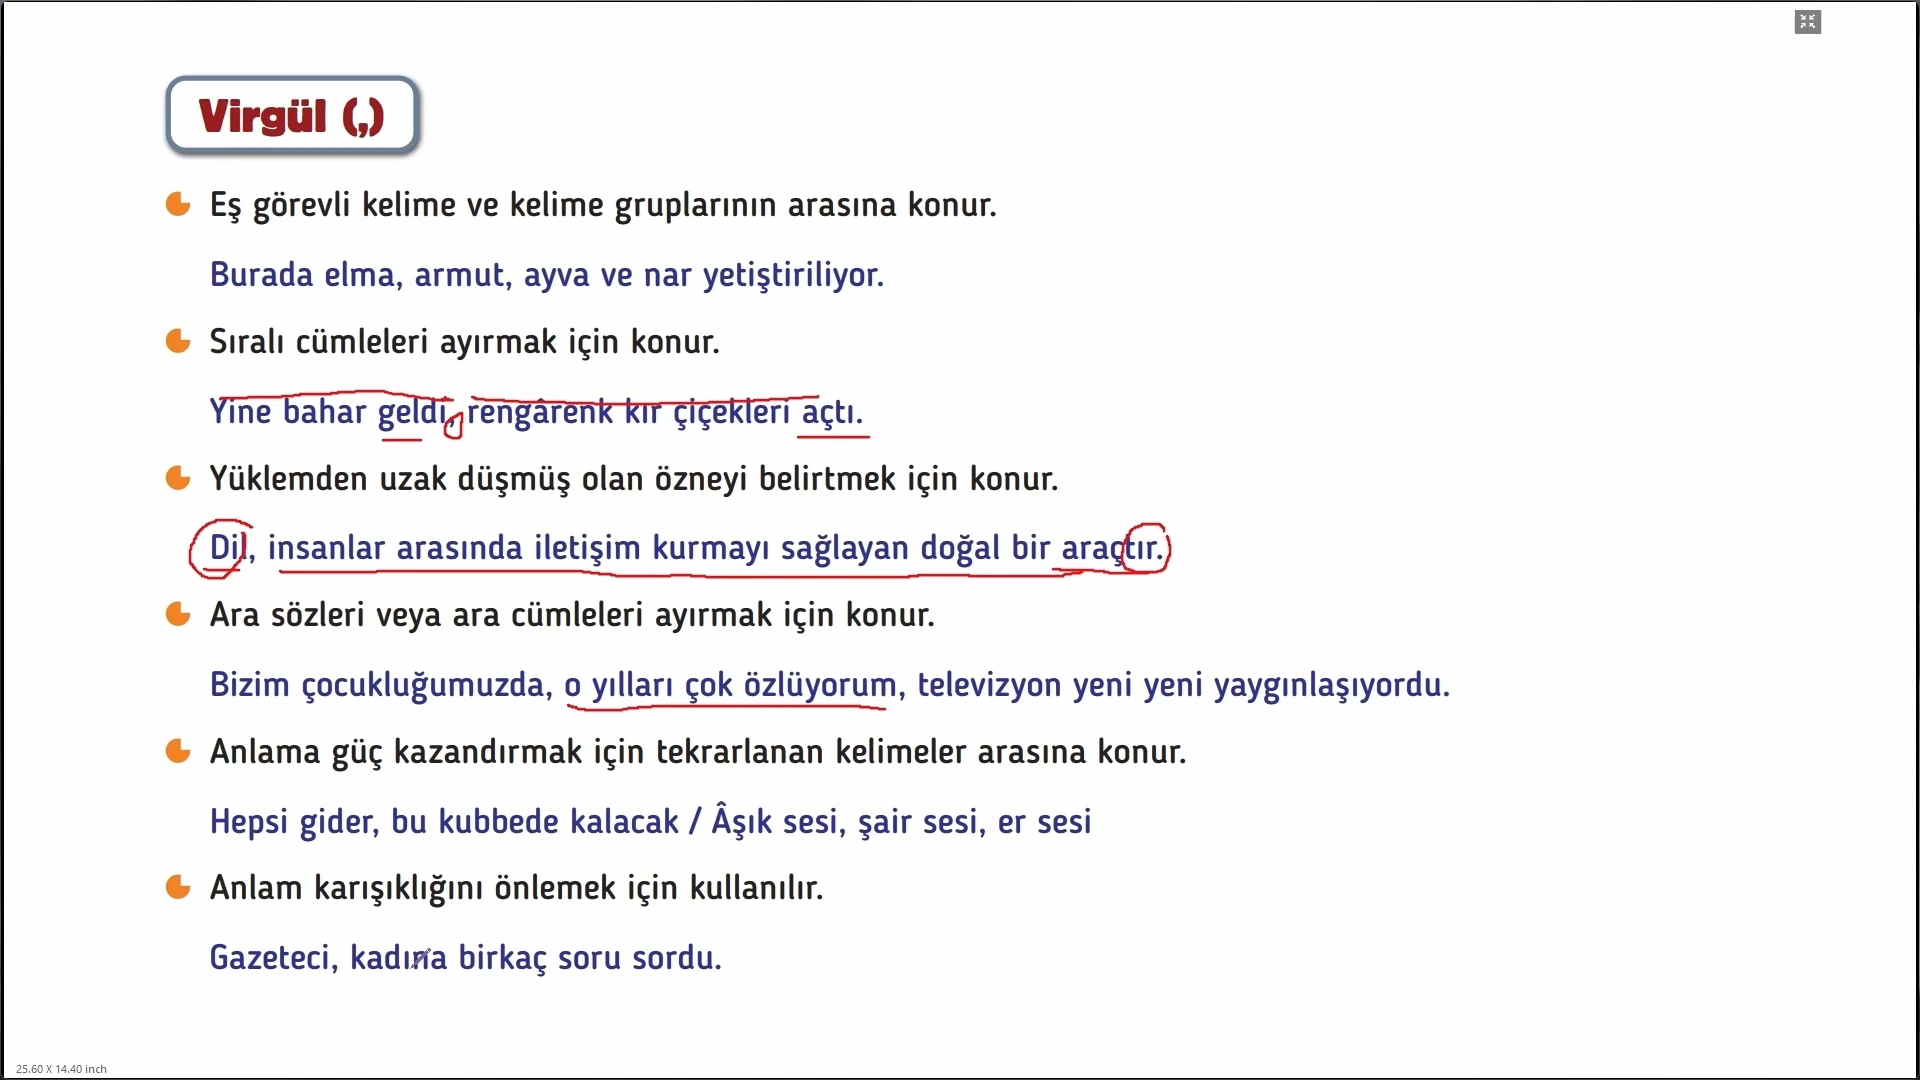 Virgül (,)
Eş görevli kelime ve kelime gruplarının arasına konur.
Burada elma, armut, ayva ve nar yetiştiriliyor.
Sıralı cümleleri ayırmak için konur.
Yine bahar geldi, rengârenk kır çiçekleri açtı.
Yüklemden uzak düşmüş olan özneyi belirtmek için konur.
Dil, insanlar arasında iletişim kurmayı sağlayan doğal bir araçtır.
Ara sözleri veya ara cümleleri ayırmak için konur.
Bizim çocukluğumuzda, o yılları çok özlüyorum, televizyon yeni yeni yaygınlaşıyordu.
Anlama güç kazandırmak için tekrarlanan kelimeler arasına konur.
Hepsi gider, bu kubbede kalacak / Âşık sesi, şair sesi, er sesi
Anlam karışıklığını önlemek için kullanılır.
Gazeteci, kadına birkaç soru sordu.
25.60 X 14.40 inch